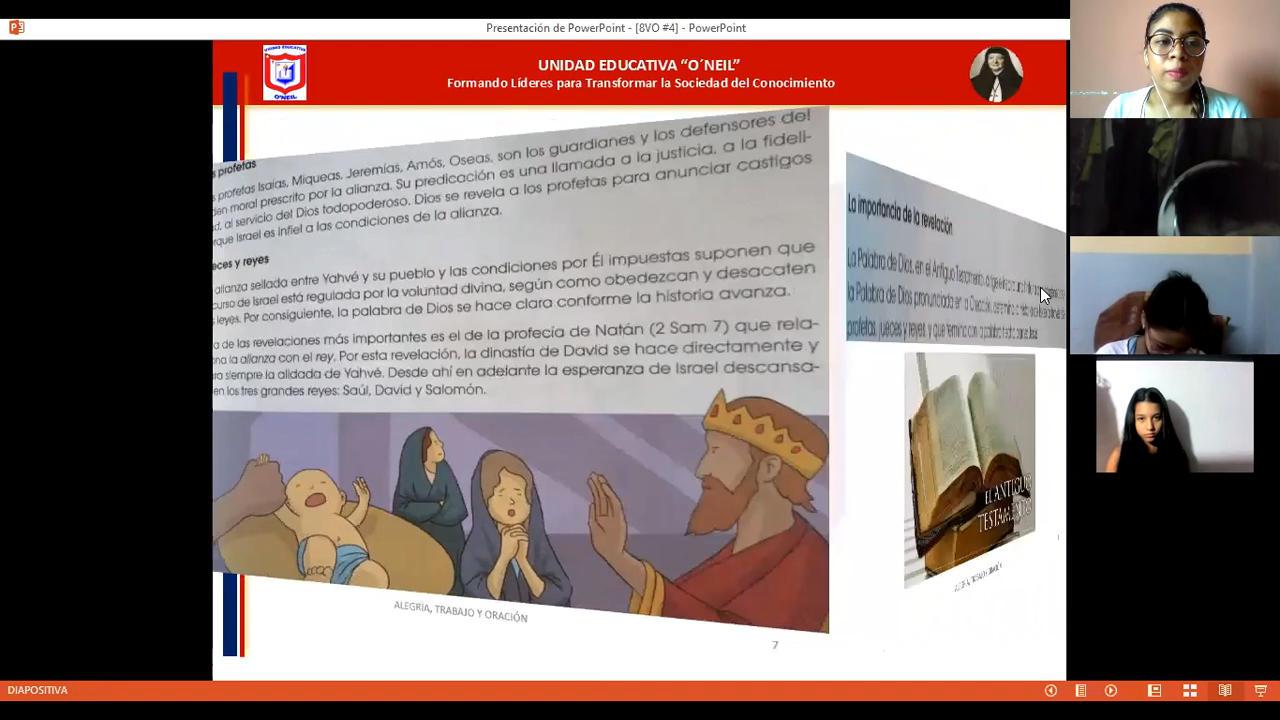 Presentación de PowerPoint - [8VO #4] - PowerPoint
UNIDAD EDUCATIVA "O´NEIL"
Formando Líderes para Transformar la Sociedad del Conocimiento
UNIDAD EDUCATIVA
O'NEIL
profetas
profetas Isaías, Miqueas, Jeremías, Amós, Oseas, son los guardianes y los defensores del
moral prescrito por la alianza. Su predicación es una llamada a la justicia, a la fideli-
al servicio del Dios todopoderoso. Dios se revela a los profetas para anunciar castigos
Israel es infiel a las condiciones de la alianza.
y reyes
alianza sellada entre Yahvé y su pueblo y las condiciones por Él impuestas suponen que
de Israel está regulada por la voluntad divina, según como obedezcan y desacaten
leyes. Por consiguiente, la palabra de Dios se hace clara conforme la historia avanza.
de las revelaciones más importantes es el de la profecía de Natán (2 Sam 7) que rela-
la alianza con el rey. Por esta revelación, la dinastía de David se hace directamente y
siempre la aliada de Yahvé. Desde ahí en adelante la esperanza de Israel descansa-
en los tres grandes reyes: Saúl, David y Salomón.
ALEGRÍA, TRABAJO Y ORACIÓN
7
La importancia de la revelación
La Palabra de Dios, en el Antiguo Testamento,
la Palabra de Dios pronunciada en la Creación,
profetas, jueces y reyes, y que termina con
EL ANTIGUO
TESTAMENTO
DIAPOSITIVA